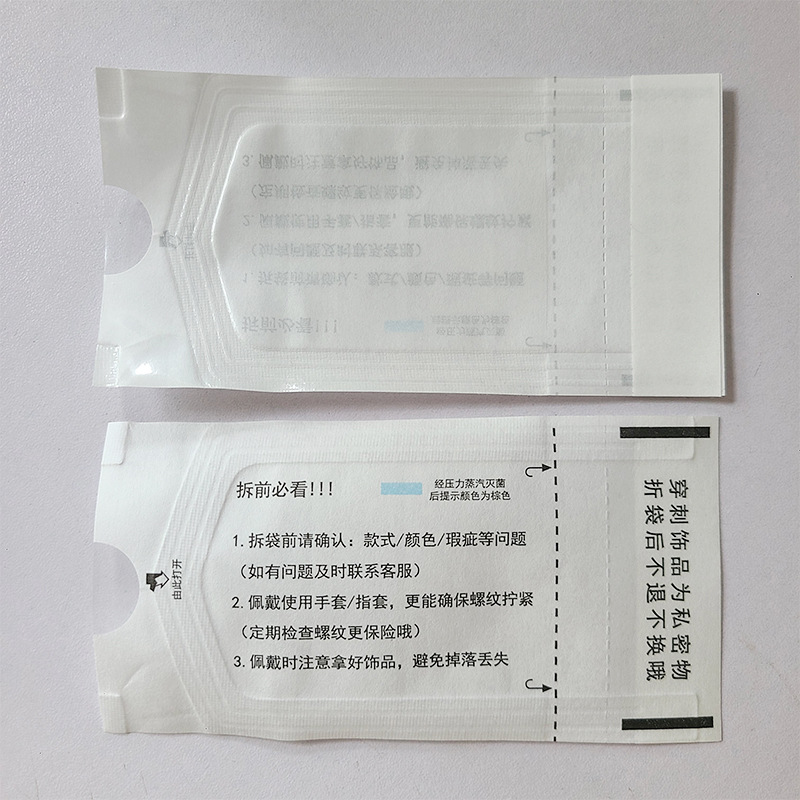 拆前必看!!!
经压力蒸汽灭菌
后提示颜色为棕色
1.拆袋前请确认：款式/颜色/瑕疵等问题
（如有问题及时联系客服）
2.佩戴使用手套/指套，更能确保螺纹拧紧
（定期检查螺纹更保险哦）
3.佩戴时注意拿好饰品，避免掉落丢失
由此打开
穿刺饰品为私密物
折袋后不退不换哦